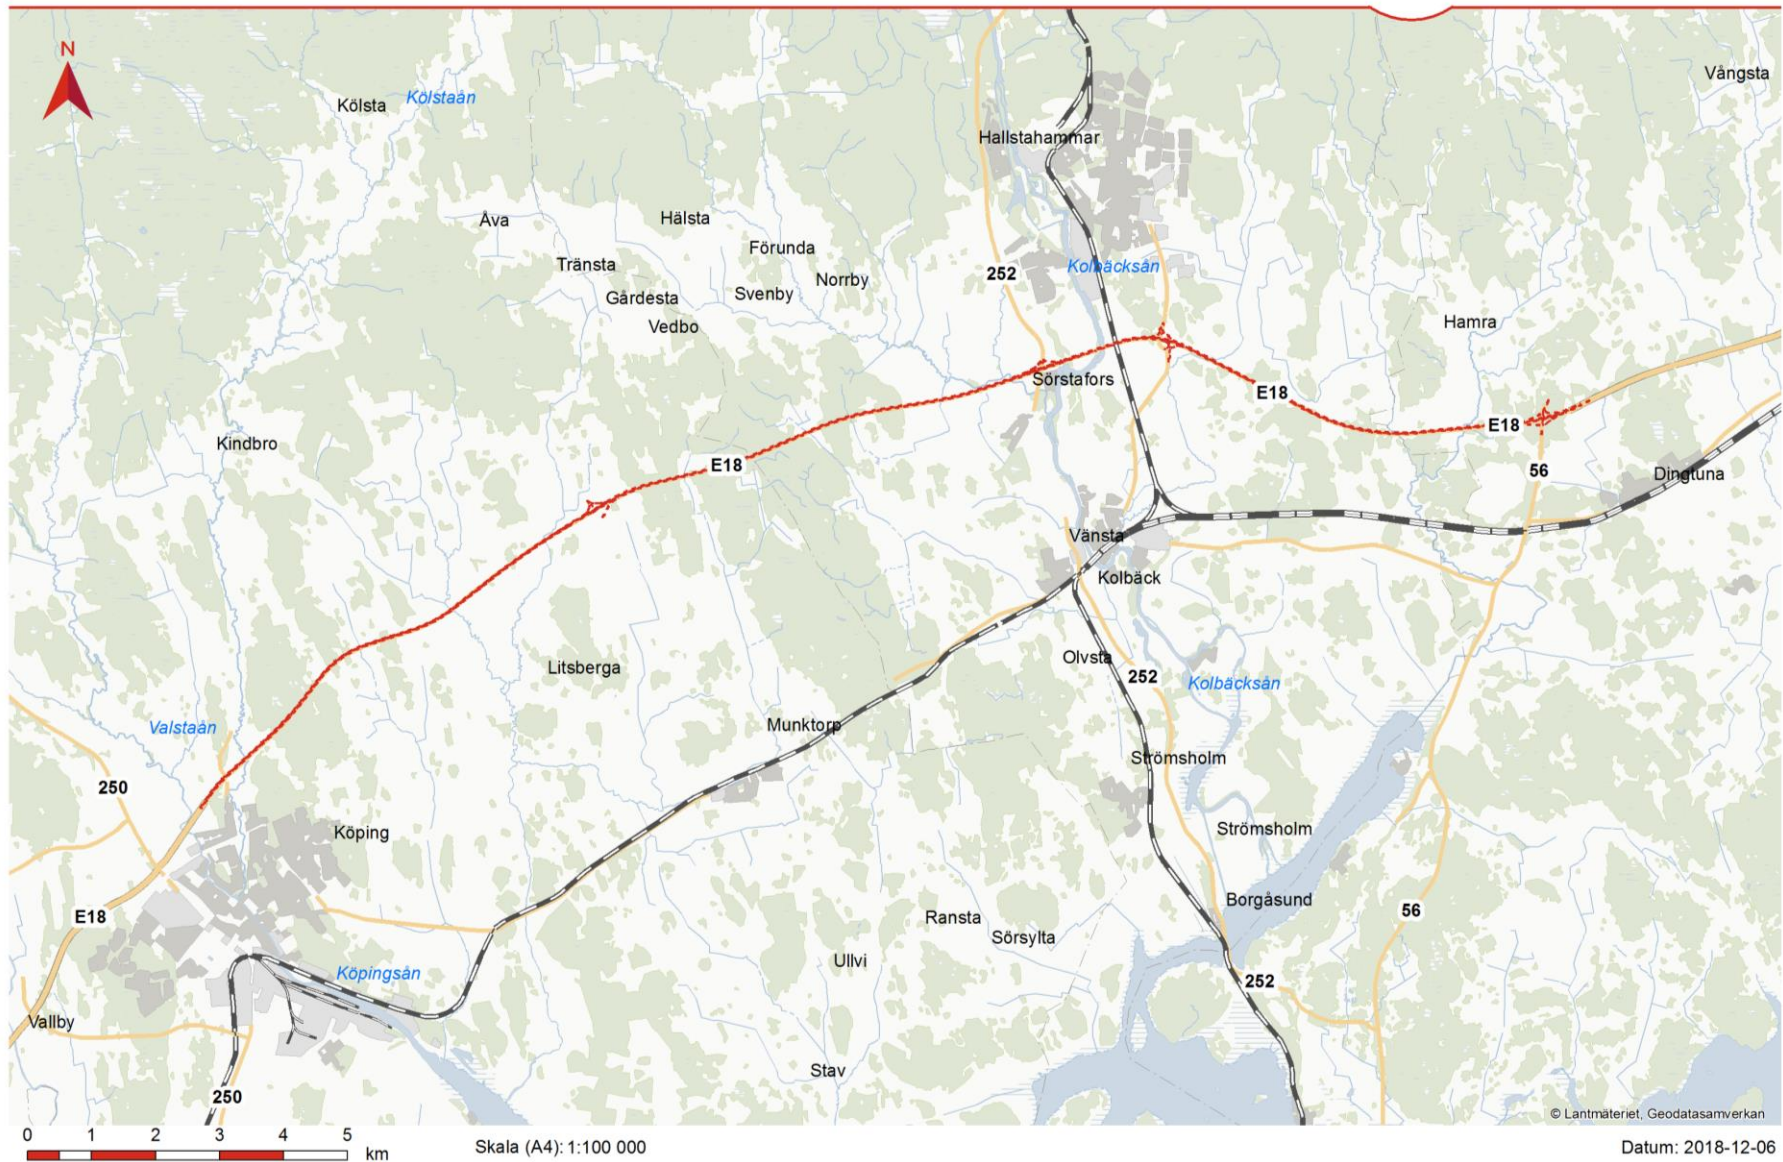 N
Vångsta
Kölsta
Kölstaån
Hallstahammar
Åva
Hälsta
Förunda
Tränsta
252
Kolbäcksån
Norrby
Svenby
Gårdesta
Vedbo
Hamra
Sörstafors
E18
E18
Kindbro
E18
56
Dingtuna
Vänsta
Kolbäck
Litsberga
Olvsta
252
Kolbäcksån
Valstaån
Munktorp
Strömsholm
250
Köping
Strömsholm
E18
Borgåsund
56
Ransta
Sörsylta
Ullvi
Köpingsån
252
Vallby
Stav
250
© Lantmäteriet, Geodatasamverkan
0 1 2 3 4 5
km
Skala (A4): 1:100 000
Datum: 2018-12-06